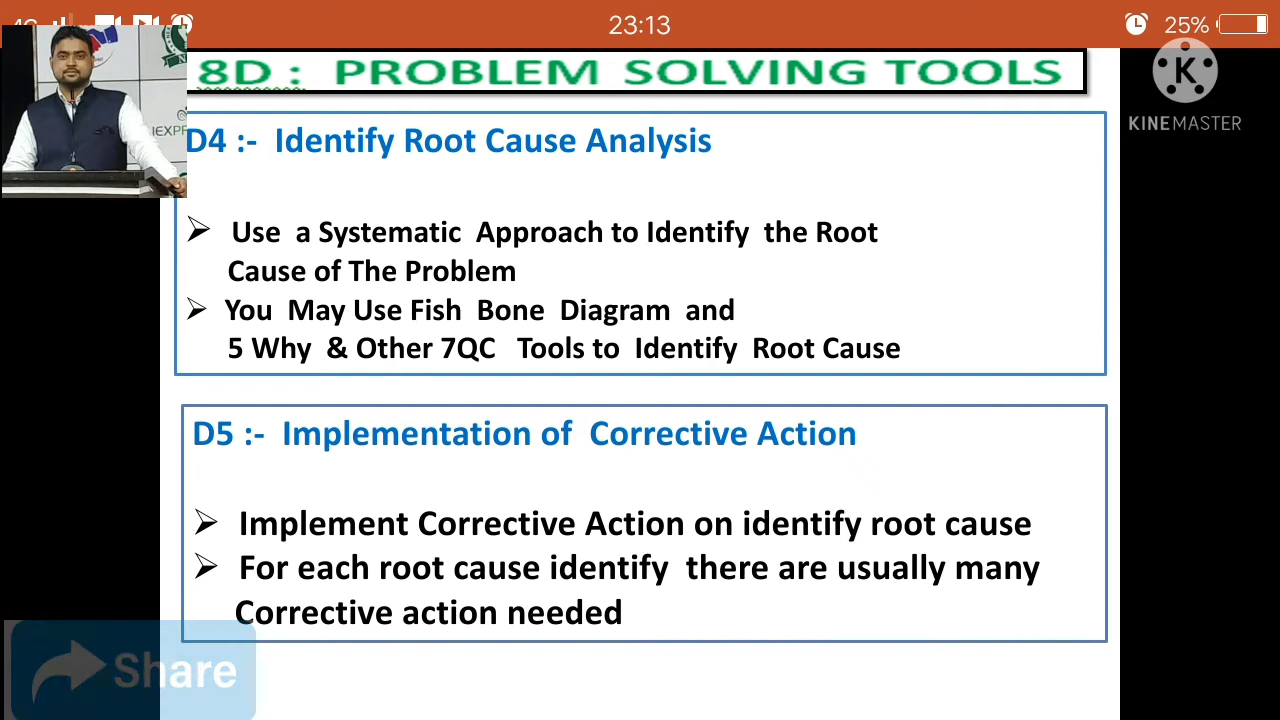 23:13
25%
8D : PROBLEM SOLVING TOOLS
KINEMASTER
D4 :- Identify Root Cause Analysis
➢ Use a Systematic Approach to Identify the Root
Cause of The Problem
➢ You May Use Fish Bone Diagram and
5 Why & Other 7QC Tools to Identify Root Cause
D5 :- Implementation of Corrective Action
➢ Implement Corrective Action on identify root cause
➢ For each root cause identify there are usually many
Corrective action needed
Share